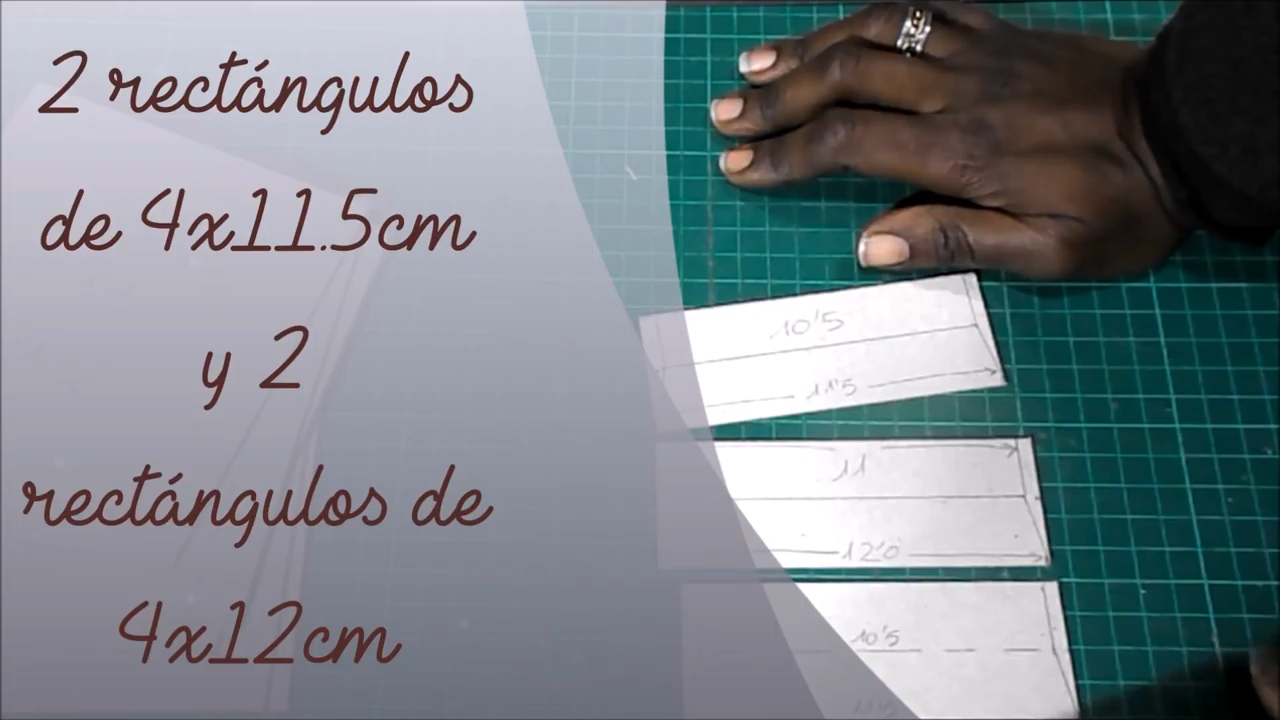 2 rectángulos
de 4x11.5cm
y 2
rectángulos de
4x12cm
10'5
11'5
11
12'0
10'5